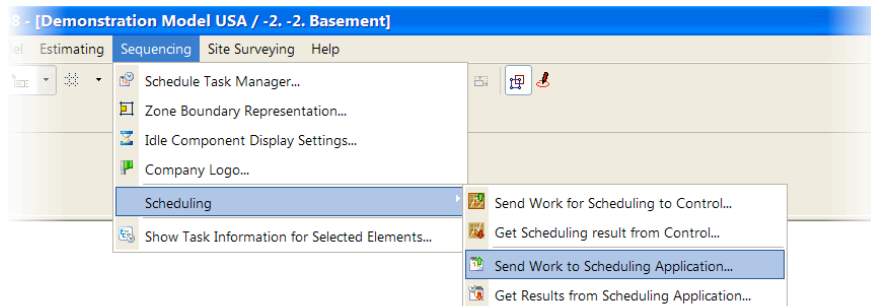 8 - [Demonstration Model USA / -2. -2. Basement]
Estimating Sequencing Site Surveying Help
Schedule Task Manager...
Zone Boundary Representation...
Idle Component Display Settings...
Company Logo...
Scheduling
Show Task Information for Selected Elements...
Send Work for Scheduling to Control...
Get Scheduling result from Control...
Send Work to Scheduling Application...
Get Results from Scheduling Application...